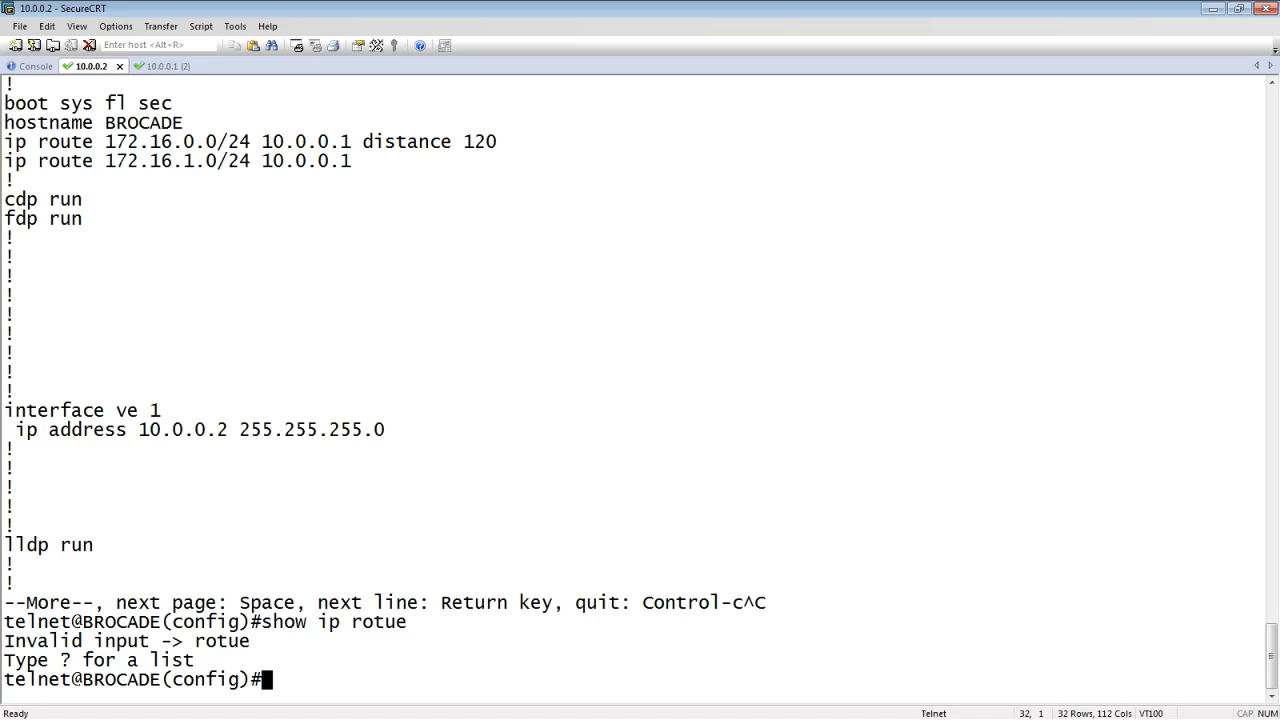 10.0.0.2 - SecureCRT
File Edit View Options Transfer Script Tools Help
Enter host <Alt+R>
Console 10.0.0.2 10.0.0.1 (2)
!
boot sys fl sec
hostname BROCADE
ip route 172.16.0.0/24 10.0.0.1 distance 120
ip route 172.16.1.0/24 10.0.0.1
!
cdp run
fdp run
!
!
!
!
!
!
!
!
!
interface ve 1
ip address 10.0.0.2 255.255.255.0
!
!
!
!
!
lldp run
!
!
--More--, next page: Space, next line: Return key, quit: Control-c^C
telnet@BROCADE(config)#show ip rotue
Invalid input -> rotue
Type ? for a list
telnet@BROCADE(config)#
Ready Telnet 32, 1 32 Rows, 112 Cols VT100 CAP NUM